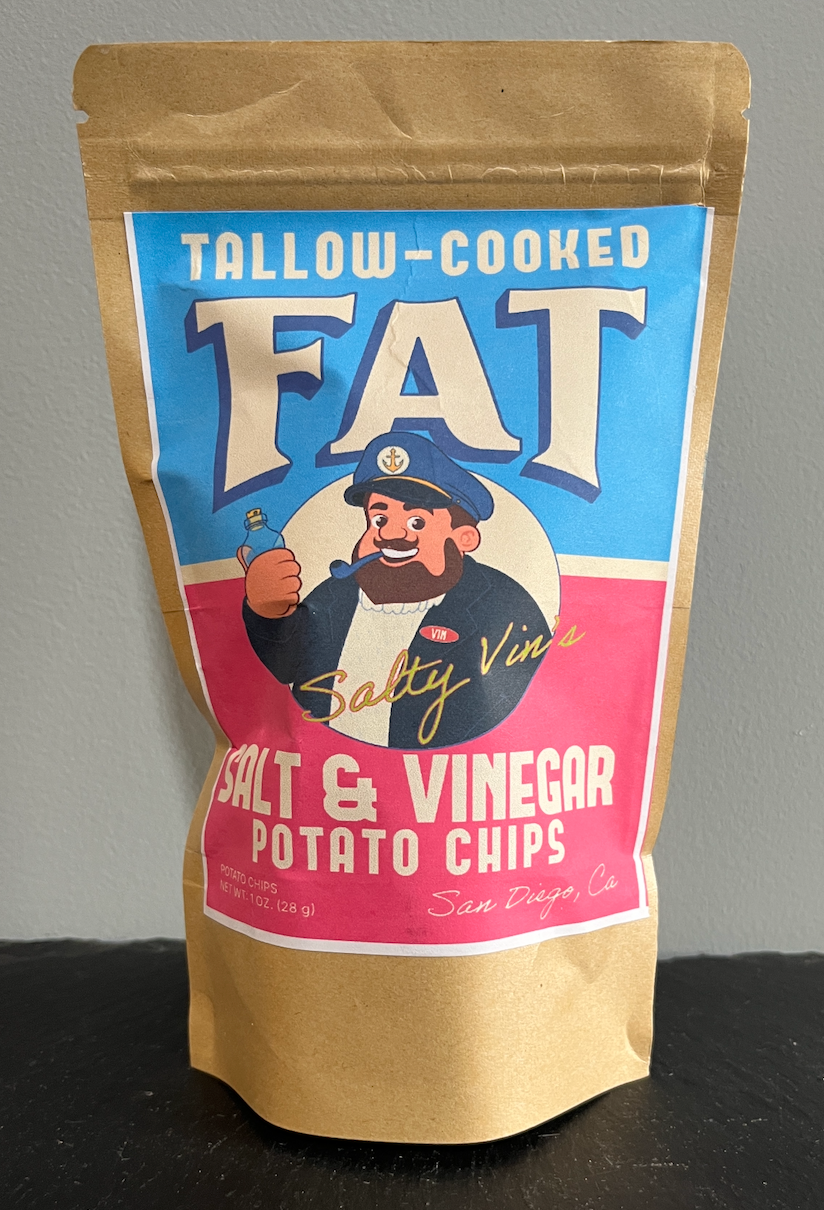 TALLOW-COOKED
FAT
VIN
Salty Vin's
SALT & VINEGAR
POTATO CHIPS
POTATO CHIPS
NET WT. 1 OZ. (28 g)
San Diego, Ca